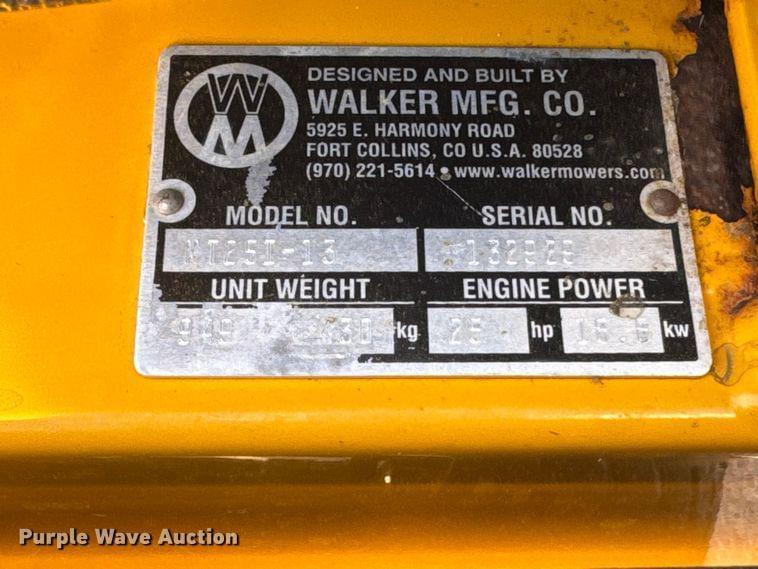 W
M
DESIGNED AND BUILT BY
WALKER MFG. CO.
5925 E. HARMONY ROAD
FORT COLLINS, CO U.S.A. 80528
(970) 221-5614 • www.walkermowers.com
MODEL NO. SERIAL NO.
MT25I-13
UNIT WEIGHT ENGINE POWER
kg 25 hp kw
Purple Wave Auction